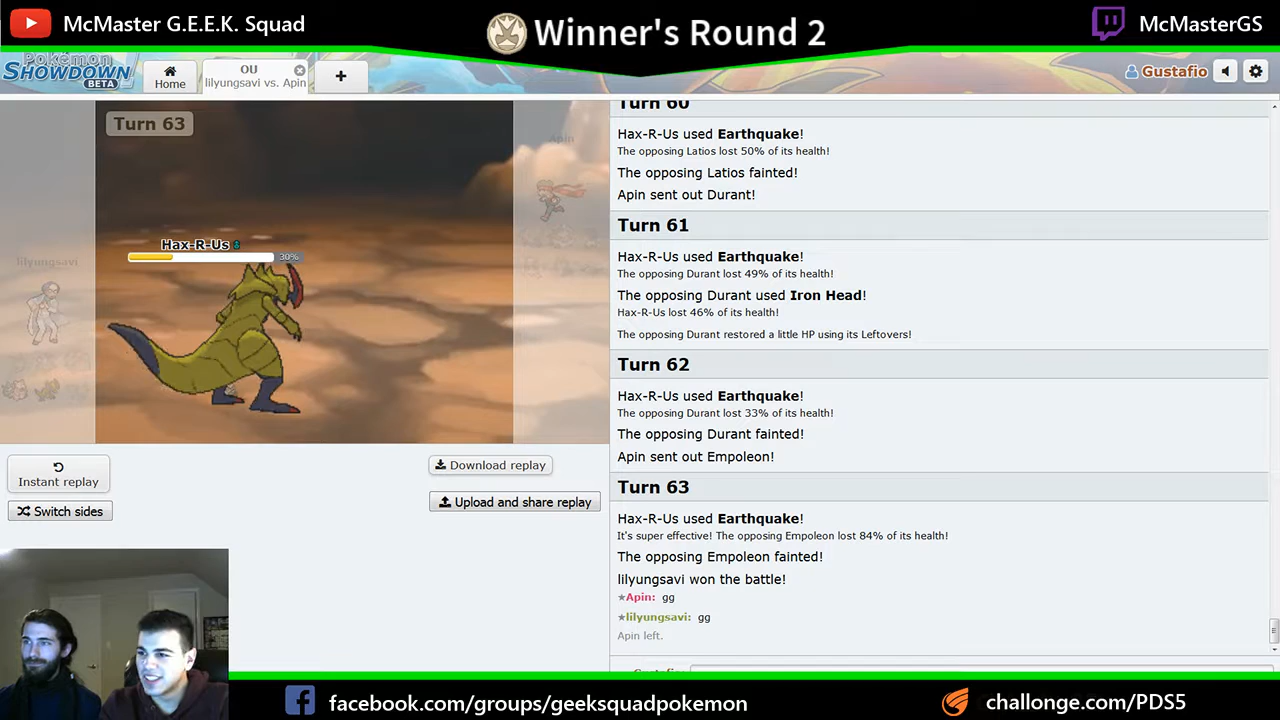 McMaster G.E.E.K. Squad
Winner's Round 2
McMasterGS
Pokémon
SHOWDOWN
BETA
Home
OU
lilyungsavi vs. Apin
+
Gustafio
Turn 63
Apin
lilyungsavi
Hax-R-Us
30%
Instant replay
Switch sides
Download replay
Upload and share replay
Turn 60
Hax-R-Us used Earthquake!
The opposing Latios lost 50% of its health!
The opposing Latios fainted!
Apin sent out Durant!
Turn 61
Hax-R-Us used Earthquake!
The opposing Durant lost 49% of its health!
The opposing Durant used Iron Head!
Hax-R-Us lost 46% of its health!
The opposing Durant restored a little HP using its Leftovers!
Turn 62
Hax-R-Us used Earthquake!
The opposing Durant lost 33% of its health!
The opposing Durant fainted!
Apin sent out Empoleon!
Turn 63
Hax-R-Us used Earthquake!
It's super effective! The opposing Empoleon lost 84% of its health!
The opposing Empoleon fainted!
lilyungsavi won the battle!
★Apin: gg
★lilyungsavi: gg
Apin left.
facebook.com/groups/geeksquadpokemon
challonge.com/PDS5